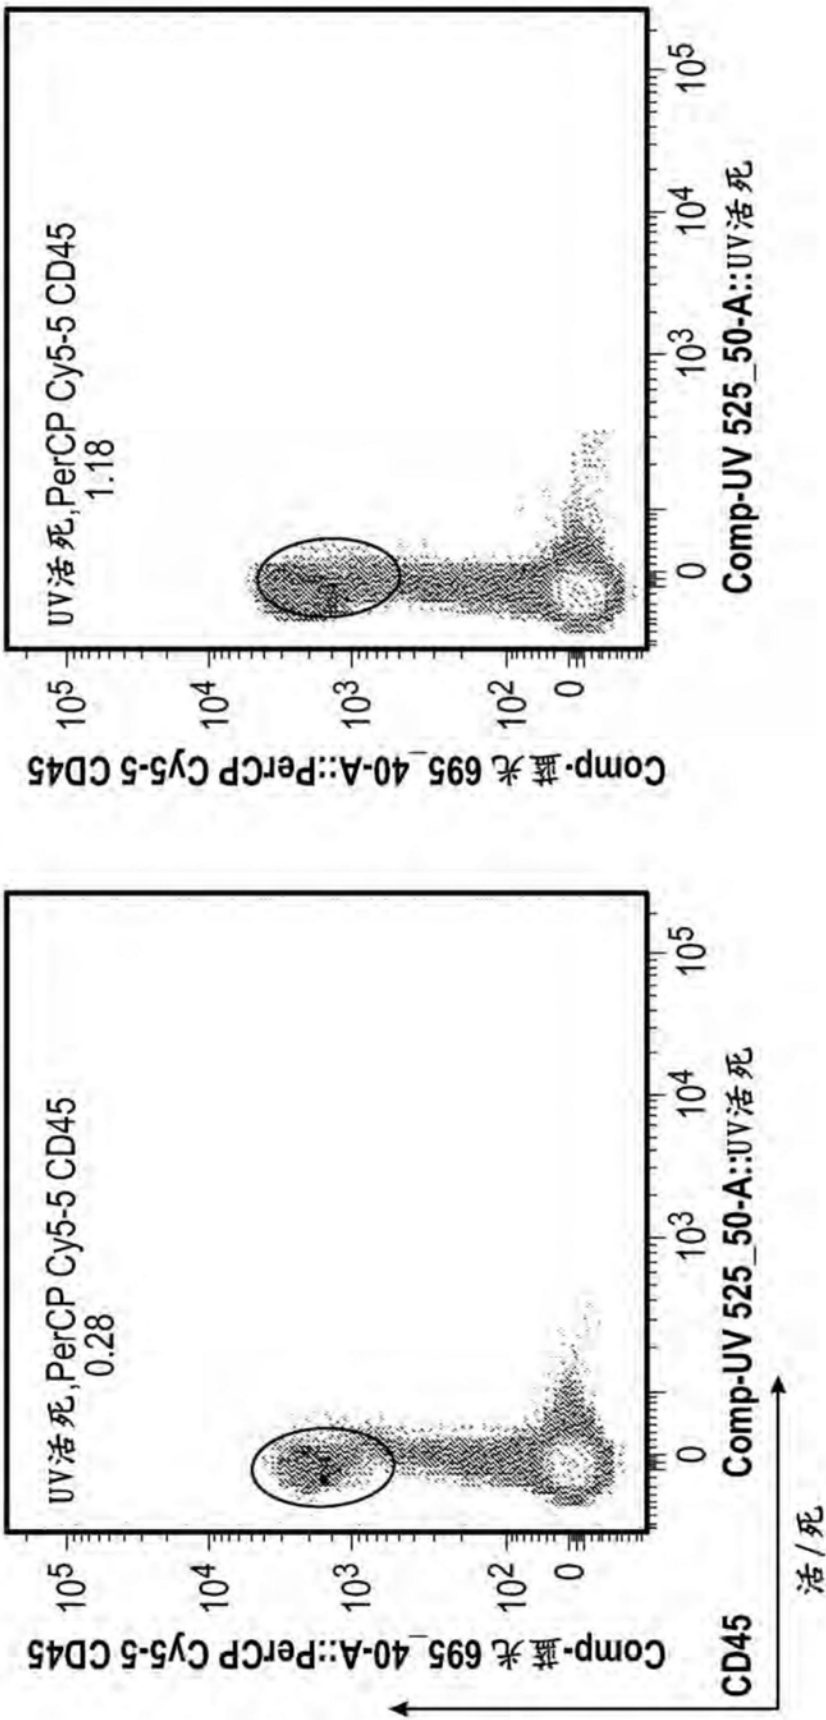 UV活死,PerCP Cy5-5 CD45
0.28
10⁵
10⁴
10³
10²
0
Comp-蓝光 695_40-A::PerCP Cy5-5 CD45
0
10³
10⁴
10⁵
Comp-UV 525_50-A::UV活死
UV活死,PerCP Cy5-5 CD45
1.18
10⁵
10⁴
10³
10²
0
Comp-蓝光 695_40-A::PerCP Cy5-5 CD45
0
10³
10⁴
10⁵
Comp-UV 525_50-A::UV活死
CD45
活/死